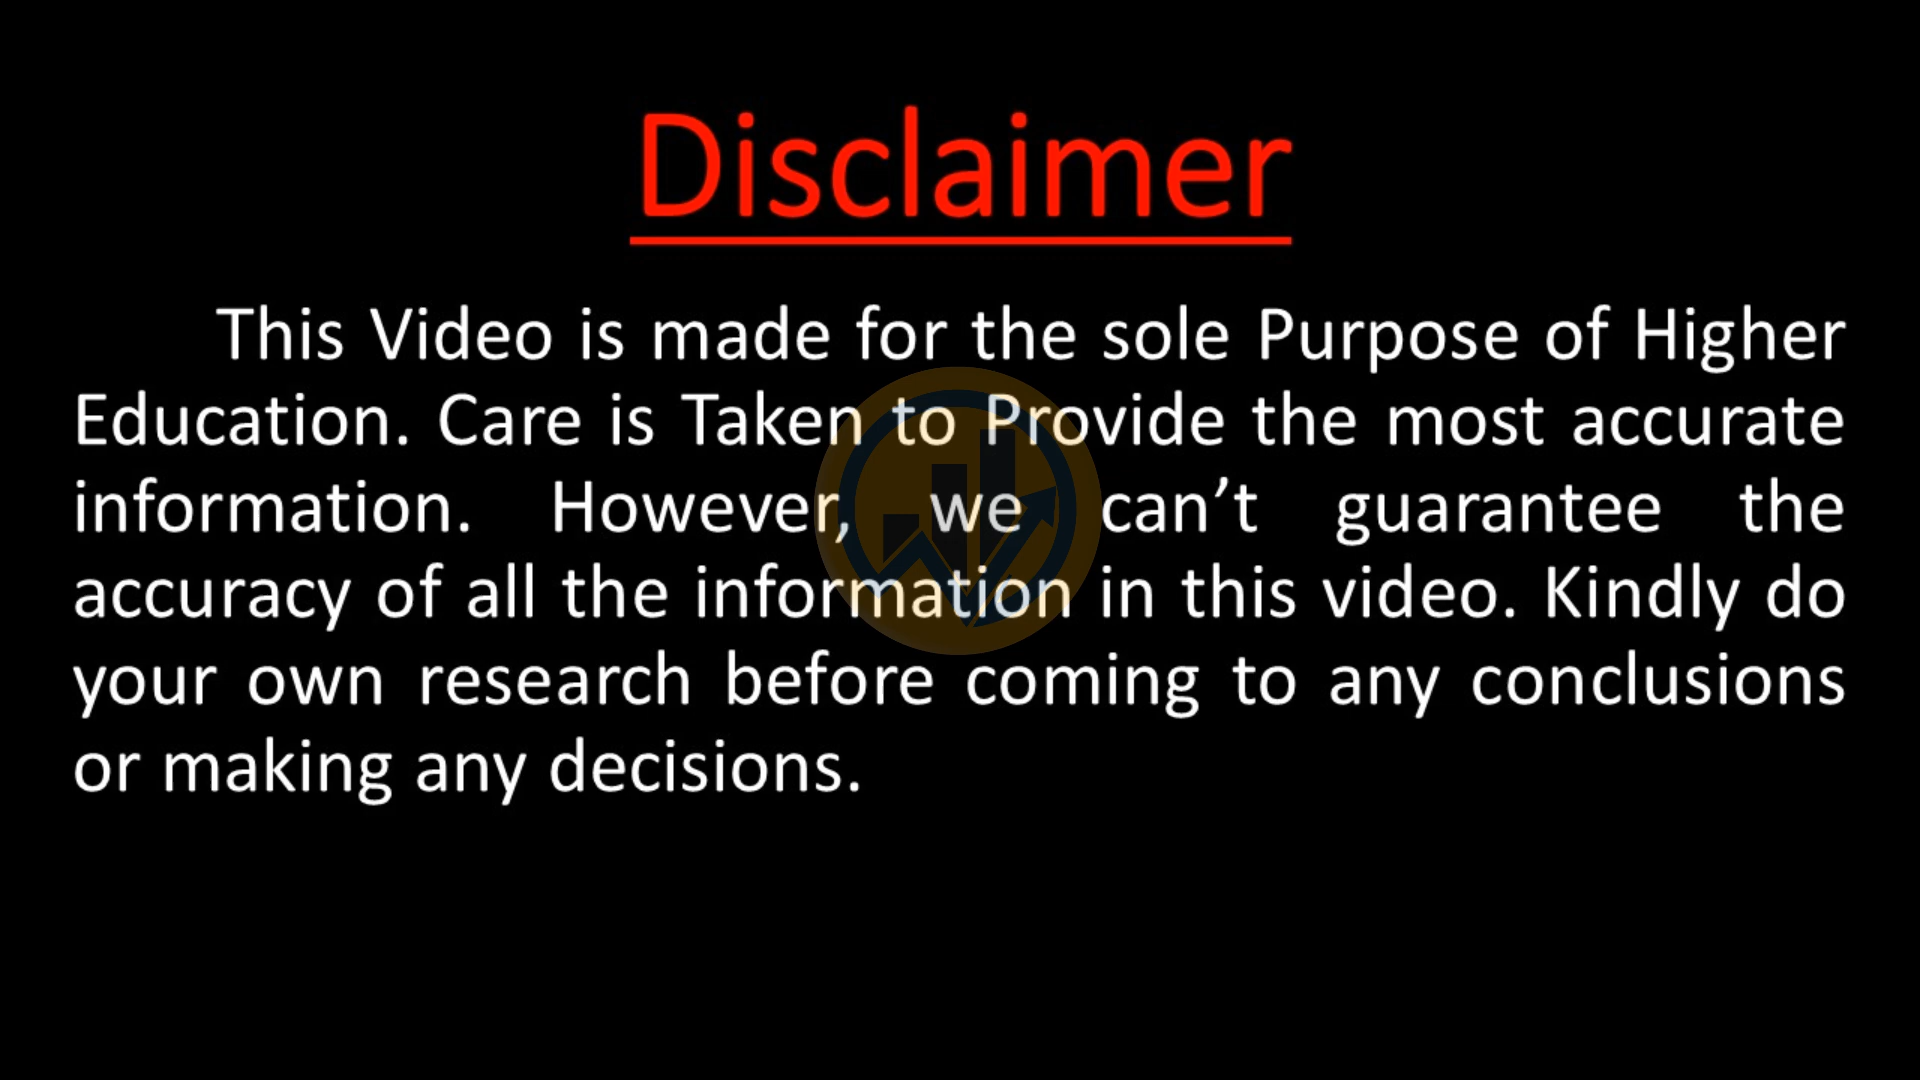 Disclaimer
This Video is made for the sole Purpose of Higher
Education. Care is Taken to Provide the most accurate
information. However, we can’t guarantee the
accuracy of all the information in this video. Kindly do
your own research before coming to any conclusions
or making any decisions.